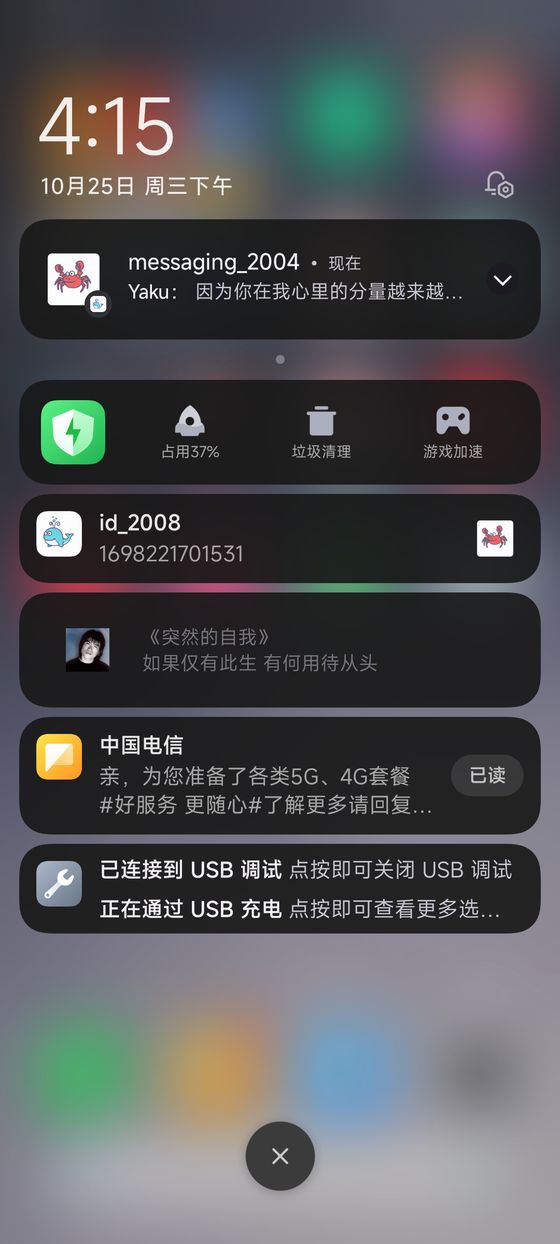 4:15
10月25日 周三下午
messaging_2004 • 现在
Yaku： 因为你在我心里的分量越来越...
占用37% 垃圾清理 游戏加速
id_2008
1698221701531
《突然的自我》
如果仅有此生 有何用待从头
中国电信
亲，为您准备了各类5G、4G套餐
#好服务 更随心#了解更多请回复...
已读
已连接到 USB 调试 点按即可关闭 USB 调试
正在通过 USB 充电 点按即可查看更多选...